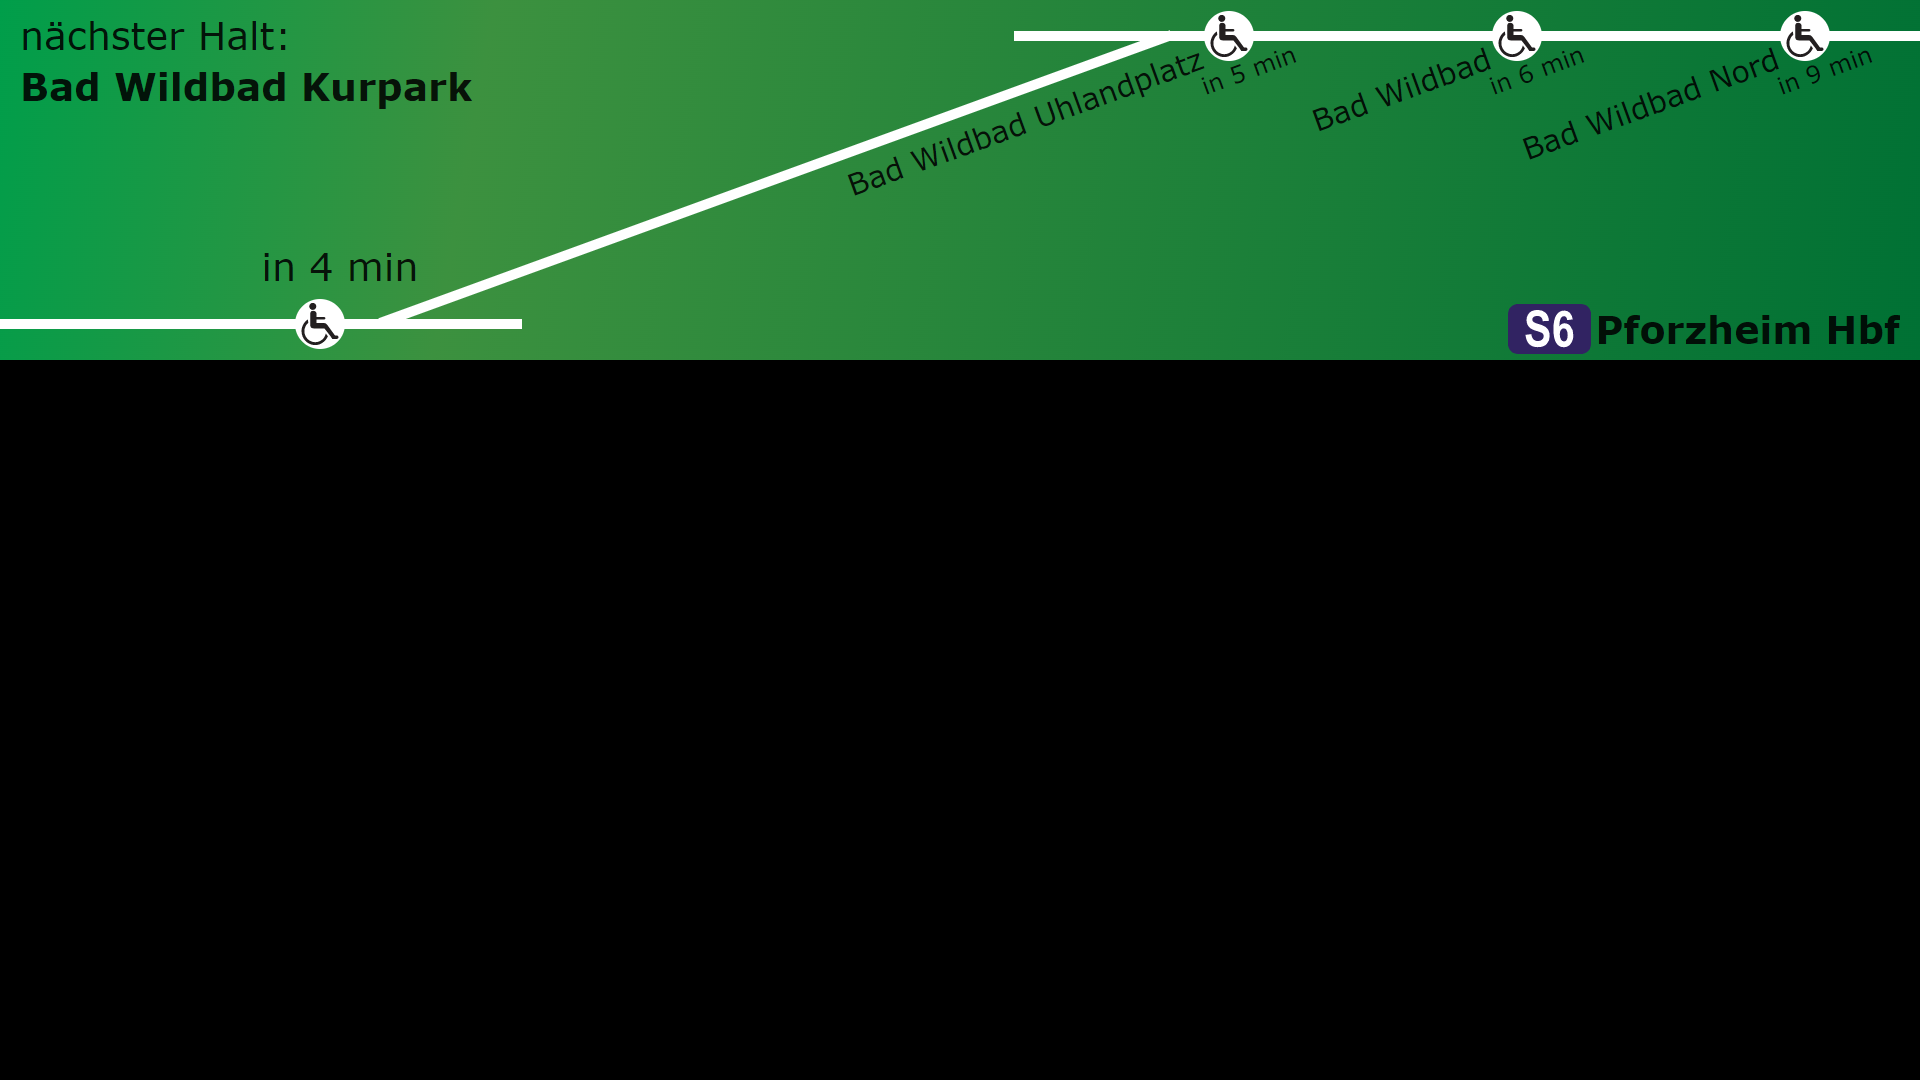 nächster Halt:
Bad Wildbad Kurpark
in 4 min
Bad Wildbad Uhlandplatz
in 5 min
Bad Wildbad
in 6 min
Bad Wildbad Nord
in 9 min
S6 Pforzheim Hbf